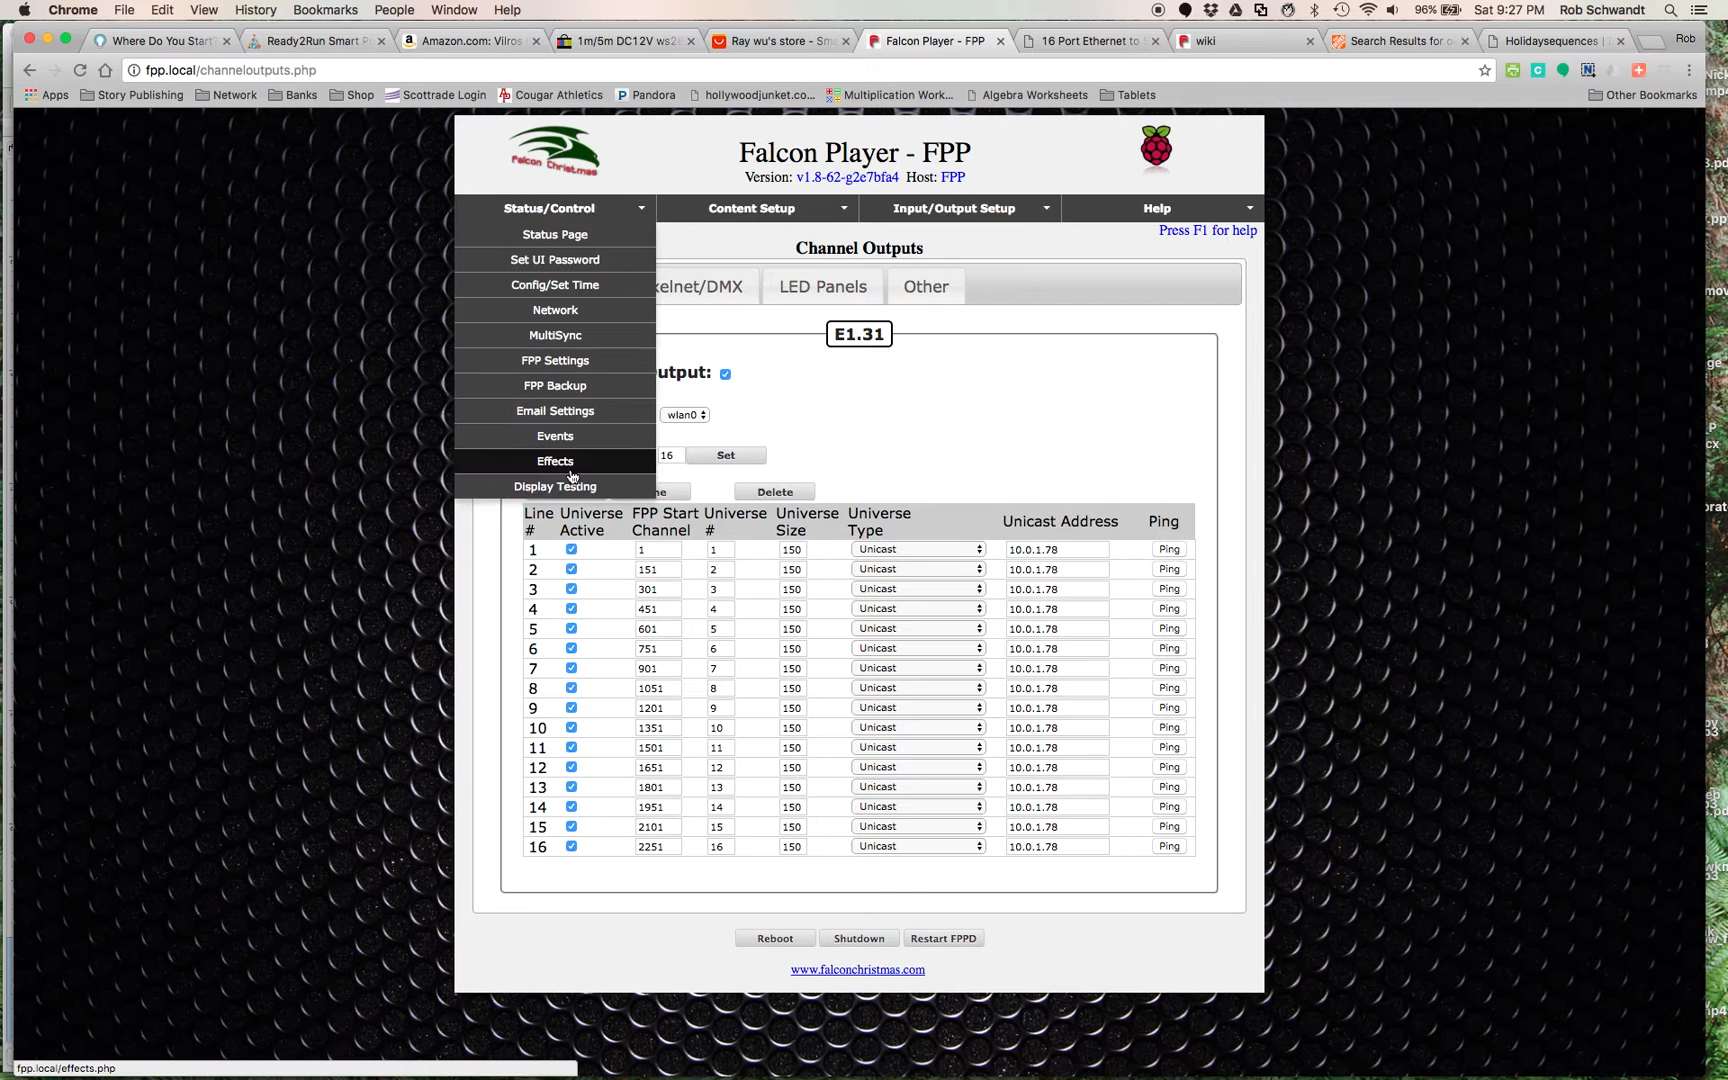 Chrome File Edit View History Bookmarks People Window Help 96% Sat 9:27 PM Rob Schwandt
Where Do You Start? Ready2Run Smart P Amazon.com: Vilros 1m/5m DC12V ws28 Ray wu's store - Sma Falcon Player - FPP 16 Port Ethernet to S wiki Search Results for o Holidaysequences | D Rob
fpp.local/channeloutputs.php
Apps Story Publishing Network Banks Shop Scottrade Login Cougar Athletics Pandora hollywoodjunket.co... Multiplication Work... Algebra Worksheets Tablets Other Bookmarks
Falcon Christmas
Falcon Player - FPP
Version: v1.8-62-g2e7bfa4 Host: FPP
Status/Control Content Setup Input/Output Setup Help
Press F1 for help
Status Page
Set UI Password
Config/Set Time
Network
MultiSync
FPP Settings
FPP Backup
Email Settings
Events
Effects
Display Testing
Channel Outputs
xelnet/DMX LED Panels Other
E1.31
utput:
wlan0
16 Set
ne Delete
Line # Universe Active FPP Start Channel Universe # Universe Size Universe Type Unicast Address Ping
1 1 1 150 Unicast 10.0.1.78 Ping
2 151 2 150 Unicast 10.0.1.78 Ping
3 301 3 150 Unicast 10.0.1.78 Ping
4 451 4 150 Unicast 10.0.1.78 Ping
5 601 5 150 Unicast 10.0.1.78 Ping
6 751 6 150 Unicast 10.0.1.78 Ping
7 901 7 150 Unicast 10.0.1.78 Ping
8 1051 8 150 Unicast 10.0.1.78 Ping
9 1201 9 150 Unicast 10.0.1.78 Ping
10 1351 10 150 Unicast 10.0.1.78 Ping
11 1501 11 150 Unicast 10.0.1.78 Ping
12 1651 12 150 Unicast 10.0.1.78 Ping
13 1801 13 150 Unicast 10.0.1.78 Ping
14 1951 14 150 Unicast 10.0.1.78 Ping
15 2101 15 150 Unicast 10.0.1.78 Ping
16 2251 16 150 Unicast 10.0.1.78 Ping
Reboot Shutdown Restart FPPD
www.falconchristmas.com
fpp.local/effects.php